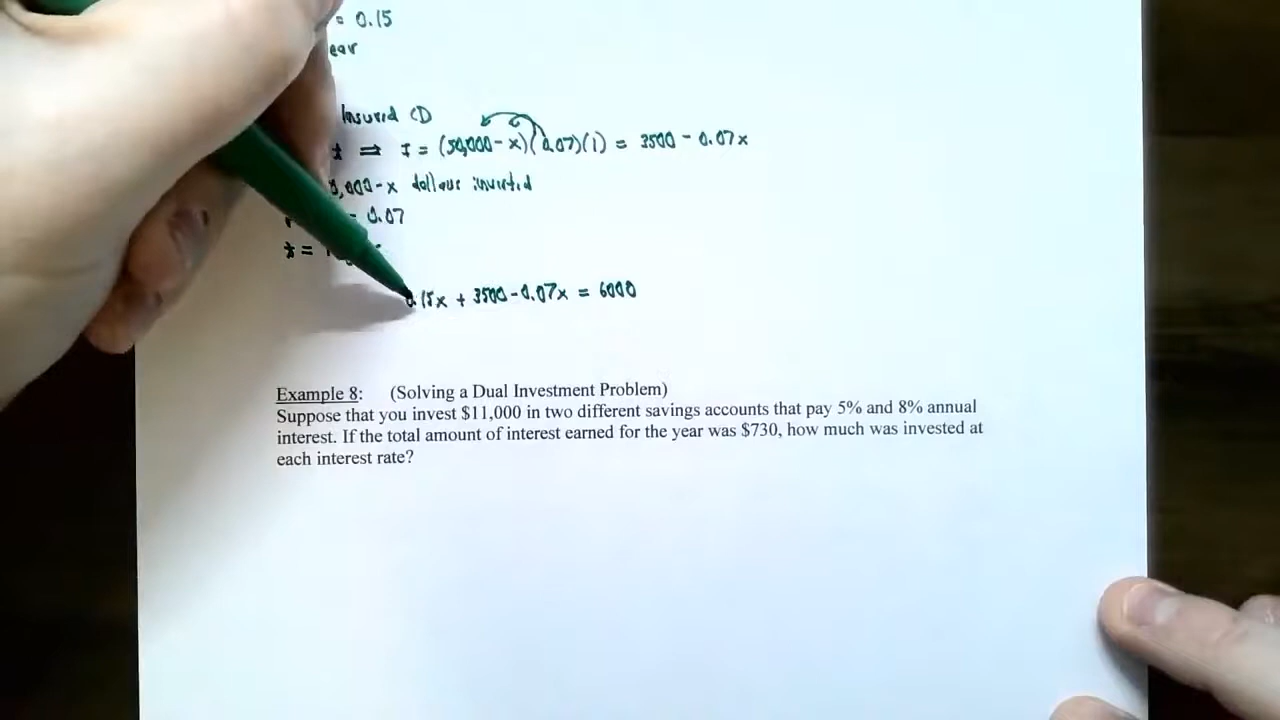 = 0.15
ear
Insured CD
t ⇒ I = (50,000 - x)(0.07)(1) = 3500 - 0.07x
0,000-x dollars invested
= 0.07
t =
0.15x + 3500 - 0.07x = 6000
Example 8: (Solving a Dual Investment Problem)
Suppose that you invest $11,000 in two different savings accounts that pay 5% and 8% annual
interest. If the total amount of interest earned for the year was $730, how much was invested at
each interest rate?